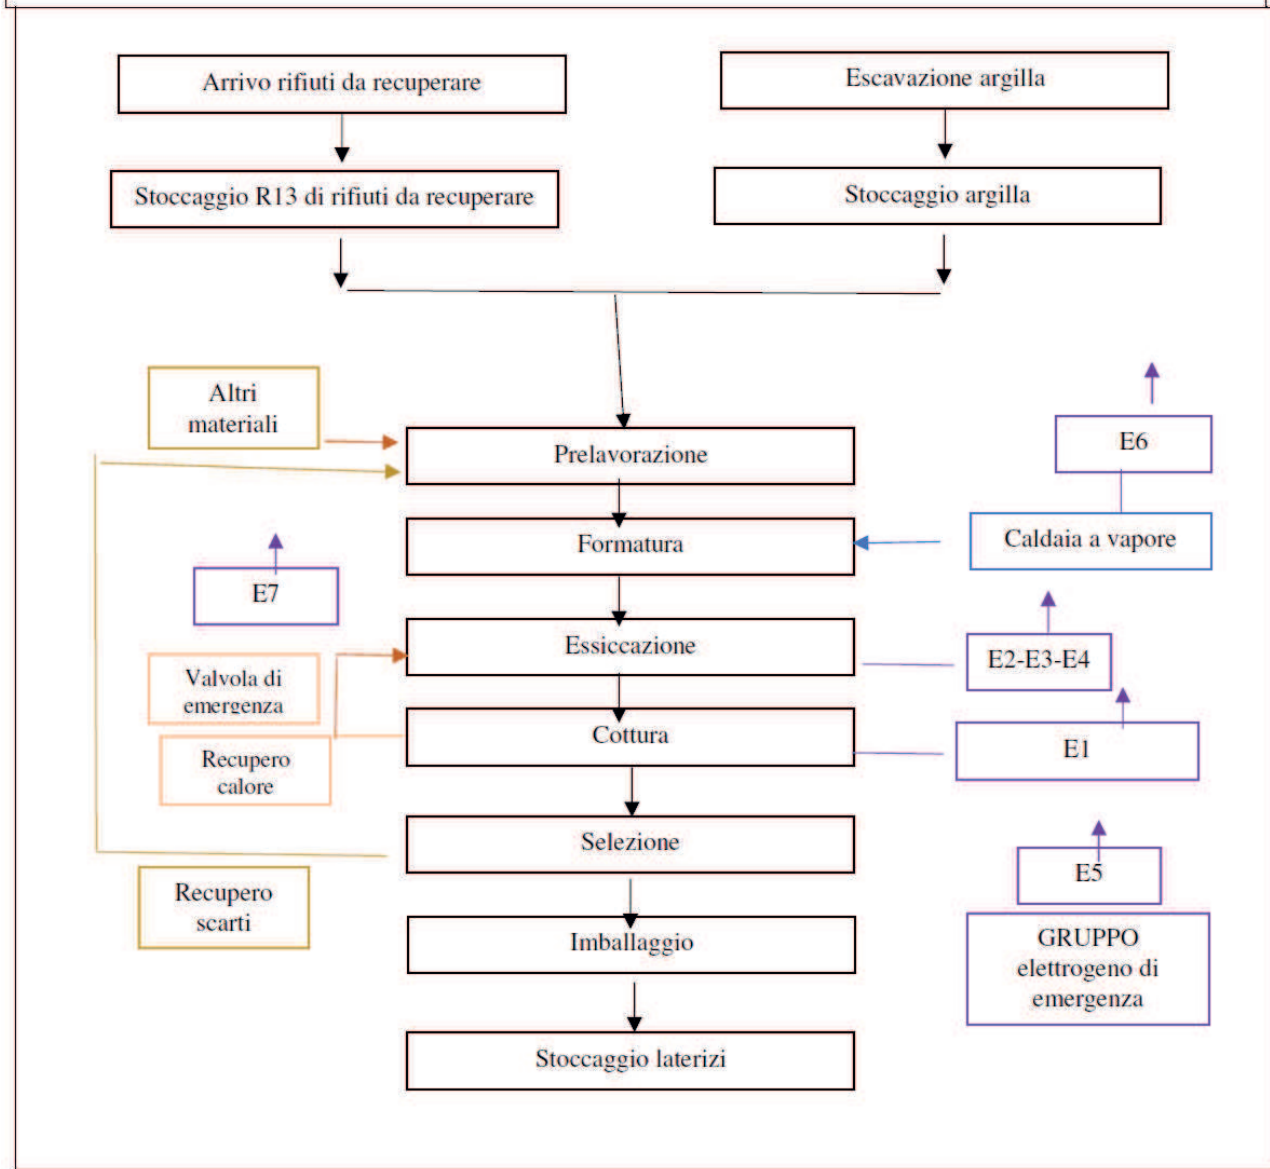 Arrivo rifiuti da recuperare
Escavazione argilla
Stoccaggio R13 di rifiuti da recuperare
Stoccaggio argilla
Altri
materiali
Prelavorazione
E6
Formatura
Caldaia a vapore
E7
Essiccazione
E2-E3-E4
Valvola di
emergenza
Cottura
E1
Recupero
calore
Selezione
E5
Recupero
scarti
Imballaggio
GRUPPO
elettrogeno di
emergenza
Stoccaggio laterizi